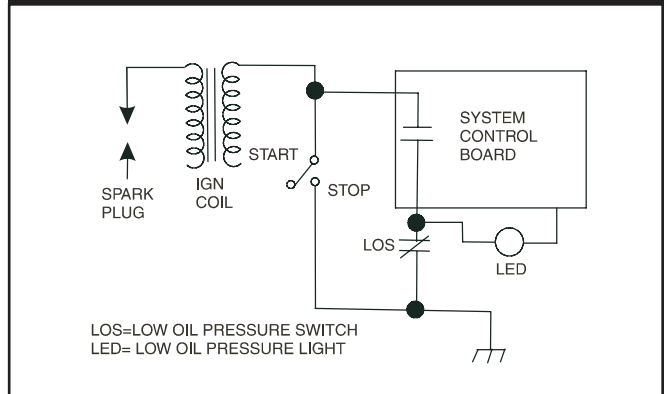 SYSTEM
CONTROL
BOARD
START
STOP
IGN
COIL
SPARK
PLUG
LOS
LED
LOS=LOW OIL PRESSURE SWITCH
LED= LOW OIL PRESSURE LIGHT